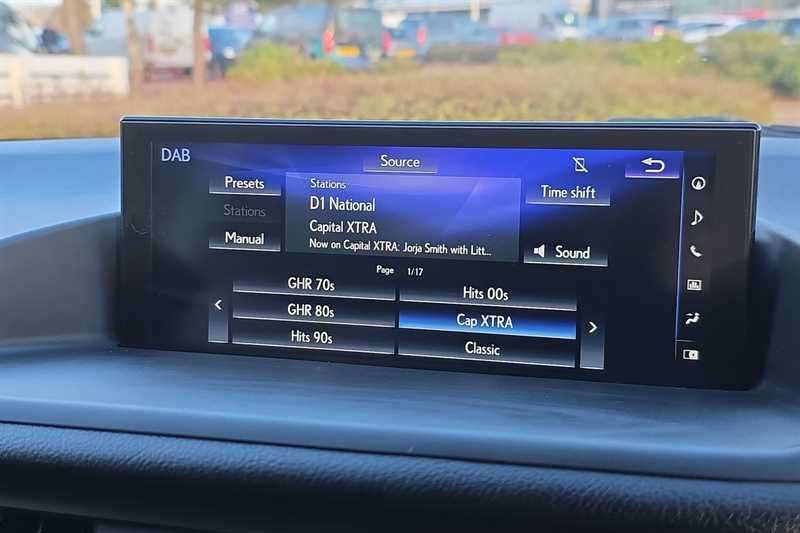 DAB
Source
Presets
Stations
Manual
Stations
D1 National
Capital XTRA
Now on Capital XTRA: Jorja Smith with Litt...
Time shift
Sound
Page 1/17
GHR 70s
GHR 80s
Hits 90s
Hits 00s
Cap XTRA
Classic